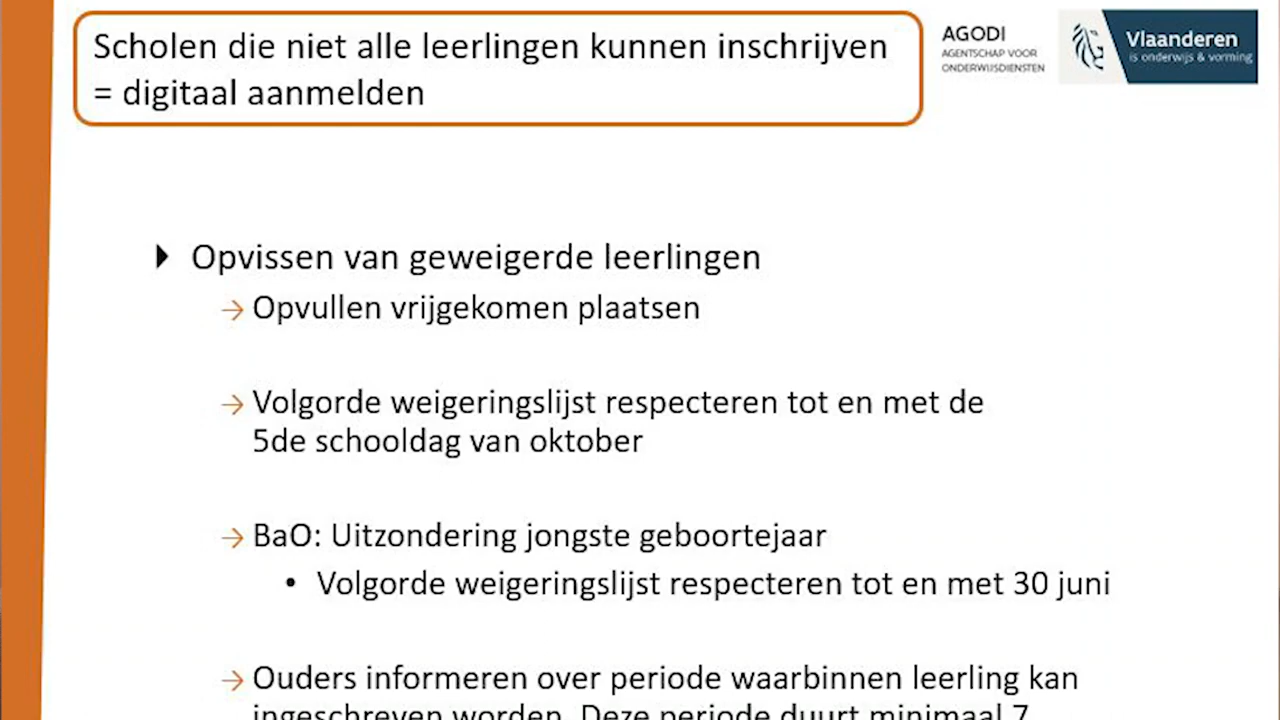 Scholen die niet alle leerlingen kunnen inschrijven
= digitaal aanmelden
AGODI
AGENTSCHAP VOOR
ONDERWIJSDIENSTEN
Vlaanderen
is onderwijs & vorming
Opvissen van geweigerde leerlingen
→ Opvullen vrijgekomen plaatsen
→ Volgorde weigeringslijst respecteren tot en met de
5de schooldag van oktober
→ BaO: Uitzondering jongste geboortejaar
• Volgorde weigeringslijst respecteren tot en met 30 juni
→ Ouders informeren over periode waarbinnen leerling kan
ingeschreven worden. Deze periode duurt minimaal 7